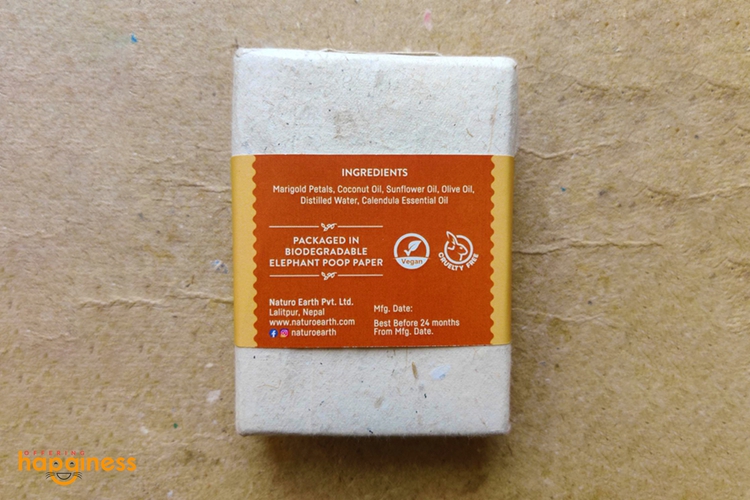 INGREDIENTS
Marigold Petals, Coconut Oil, Sunflower Oil, Olive Oil,
Distilled Water, Calendula Essential Oil
PACKAGED IN
BIODEGRADABLE
ELEPHANT POOP PAPER
Vegan
CRUELTY FREE
Naturo Earth Pvt. Ltd.
Lalitpur, Nepal
www.naturoearth.com
naturoearth
Mfg. Date:
Best Before 24 months
From Mfg. Date.
OFFERING
happiness